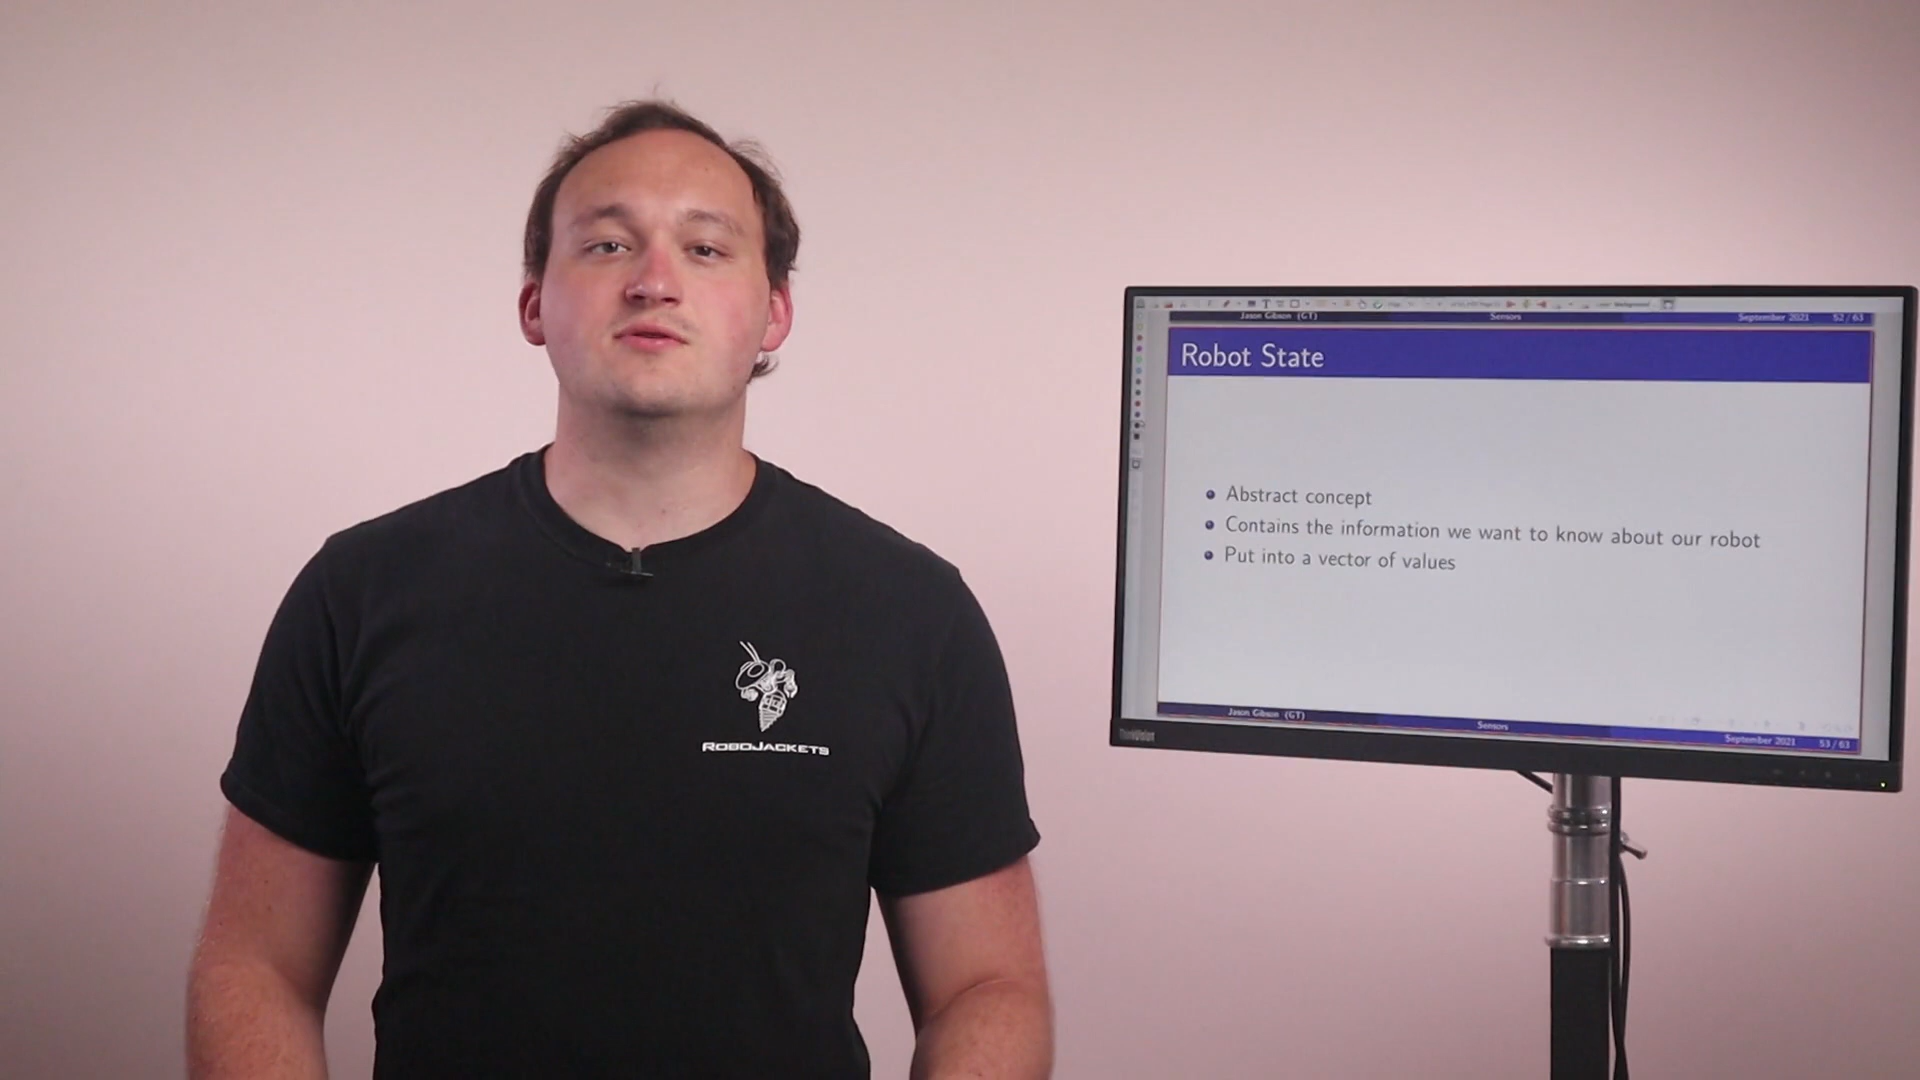 ROBOJACKETS
Jason Gibson (GT) Sensors September 2021 52 / 63
Robot State
Abstract concept
Contains the information we want to know about our robot
Put into a vector of values
Jason Gibson (GT) Sensors September 2021 53 / 63
ThinkVision